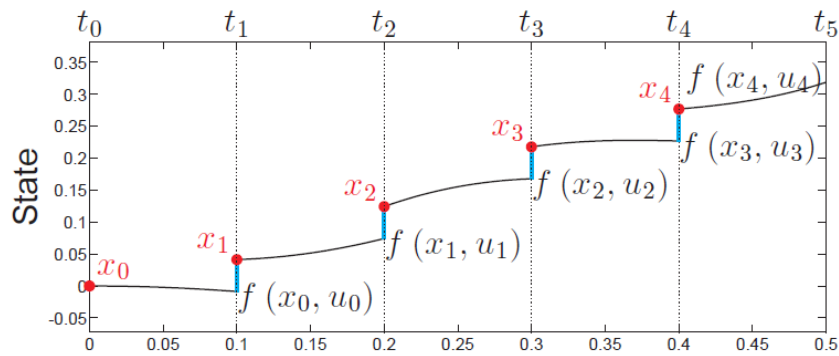 t₀ t₁ t₂ t₃ t₄ t₅
0.35
0.3
0.25
0.2
0.15
0.1
0.05
0
-0.05
State
x₀
x₁
x₂
x₃
x₄
f (x₀, u₀)
f (x₁, u₁)
f (x₂, u₂)
f (x₃, u₃)
f (x₄, u₄)
0 0.05 0.1 0.15 0.2 0.25 0.3 0.35 0.4 0.45 0.5